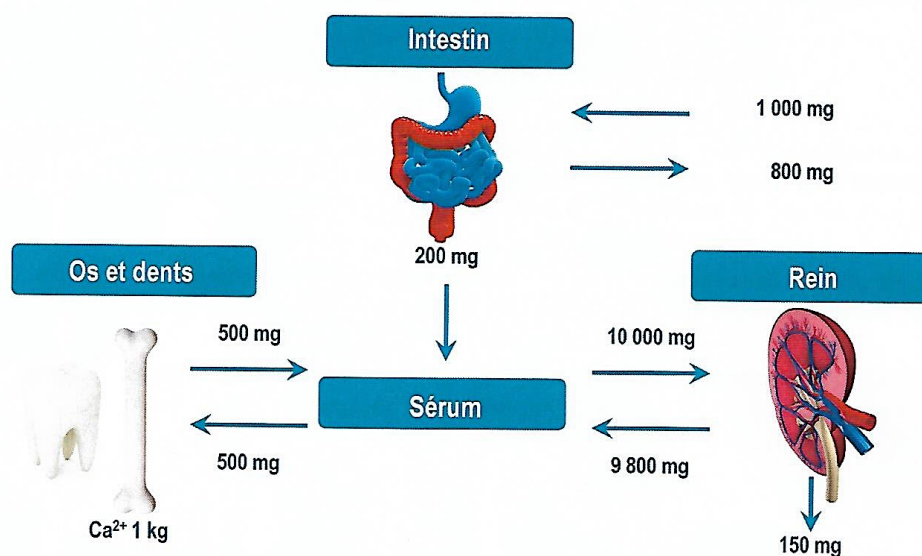 Intestin
1 000 mg
800 mg
200 mg
Os et dents
Rein
500 mg
10 000 mg
Sérum
500 mg
9 800 mg
Ca²⁺ 1 kg
150 mg